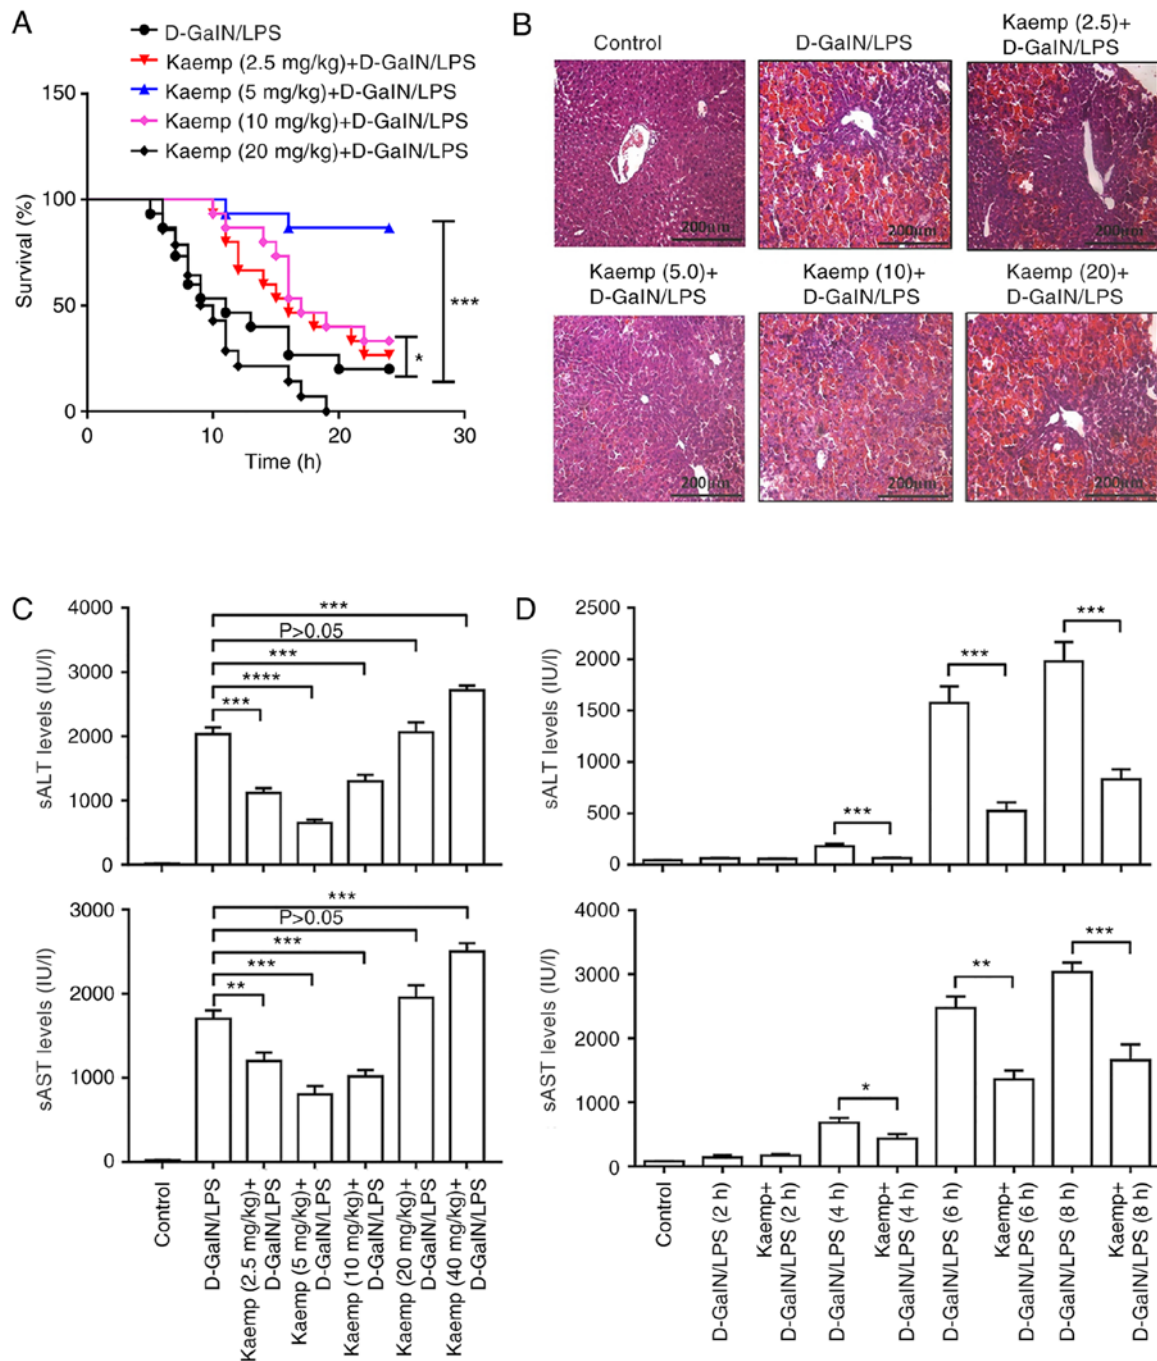 A
D-GalN/LPS
Kaemp (2.5 mg/kg)+D-GalN/LPS
Kaemp (5 mg/kg)+D-GalN/LPS
Kaemp (10 mg/kg)+D-GalN/LPS
Kaemp (20 mg/kg)+D-GalN/LPS
Survival (%)
150
100
50
0
0 10 20 30
Time (h)
***
*
B
Control
D-GalN/LPS
Kaemp (2.5)+
D-GalN/LPS
200μm
200μm
200μm
Kaemp (5.0)+
D-GalN/LPS
Kaemp (10)+
D-GalN/LPS
Kaemp (20)+
D-GalN/LPS
200μm
200μm
200μm
C
sALT levels (IU/l)
4000
3000
2000
1000
0
***
P>0.05
***
****
***
sAST levels (IU/l)
3000
2000
1000
0
***
P>0.05
***
***
**
Control
D-GalN/LPS
Kaemp (2.5 mg/kg)+
D-GalN/LPS
Kaemp (5 mg/kg)+
D-GalN/LPS
Kaemp (10 mg/kg)+
D-GalN/LPS
Kaemp (20 mg/kg)+
D-GalN/LPS
Kaemp (40 mg/kg)+
D-GalN/LPS
D
sALT levels (IU/l)
2500
2000
1500
1000
500
0
***
***
***
sAST levels (IU/l)
4000
3000
2000
1000
0
*
**
***
Control
D-GalN/LPS (2 h)
Kaemp+
D-GalN/LPS (2 h)
D-GalN/LPS (4 h)
Kaemp+
D-GalN/LPS (4 h)
D-GalN/LPS (6 h)
Kaemp+
D-GalN/LPS (6 h)
D-GalN/LPS (8 h)
Kaemp+
D-GalN/LPS (8 h)